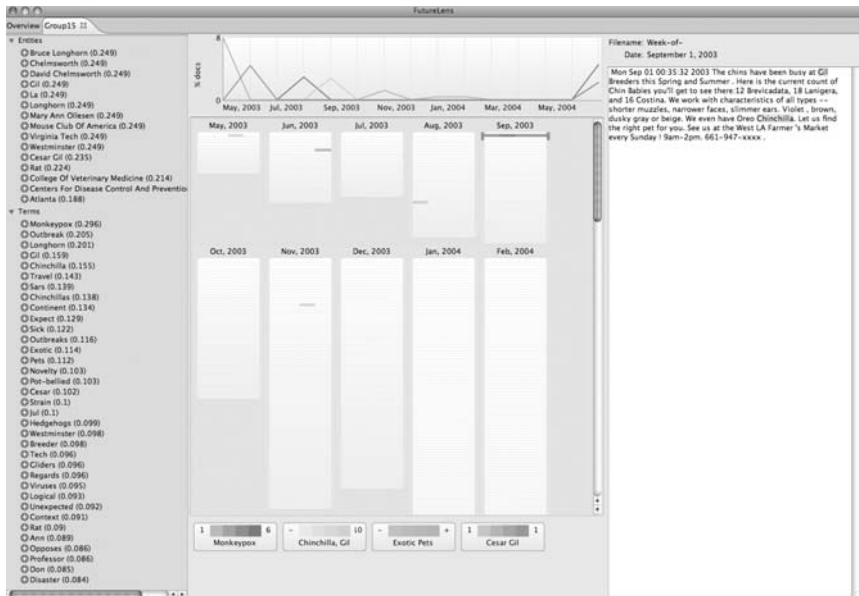 FutureLens
Overview Group15
Entities
Bruce Longhorn (0.249)
Chelmsworth (0.249)
David Chelmsworth (0.249)
Gil (0.249)
La (0.249)
Longhorn (0.249)
Mary Ann Ollesen (0.249)
Mouse Club Of America (0.249)
Virginia Tech (0.249)
Westminster (0.249)
Cesar Gil (0.235)
Rat (0.224)
College Of Veterinary Medicine (0.214)
Centers For Disease Control And Preventio
Atlanta (0.188)
Terms
Monkeypox (0.296)
Outbreak (0.205)
Longhorn (0.201)
Gil (0.159)
Chinchilla (0.155)
Travel (0.143)
Sars (0.139)
Chinchillas (0.138)
Continent (0.134)
Expect (0.129)
Sick (0.122)
Outbreaks (0.116)
Exotic (0.114)
Pets (0.112)
Novelty (0.103)
Pot-bellied (0.103)
Cesar (0.102)
Strain (0.1)
Jul (0.1)
Hedgehogs (0.099)
Westminster (0.098)
Breeder (0.098)
Tech (0.096)
Gliders (0.096)
Regards (0.096)
Viruses (0.095)
Logical (0.093)
Unexpected (0.092)
Context (0.091)
Rat (0.09)
Ann (0.089)
Opposes (0.086)
Professor (0.086)
Don (0.085)
Disaster (0.084)
8
% docs
0
May, 2003 Jul, 2003 Sep, 2003 Nov, 2003 Jan, 2004 Mar, 2004 May, 2004
May, 2003 Jun, 2003 Jul, 2003 Aug, 2003 Sep, 2003
Oct, 2003 Nov, 2003 Dec, 2003 Jan, 2004 Feb, 2004
1 6 - 10 - + 1 1
Monkeypox Chinchilla, Gil Exotic Pets Cesar Gil
Filename: Week-of-
Date: September 1, 2003
Mon Sep 01 00:35:32 2003 The chins have been busy at Gil
Breeders this Spring and Summer . Here is the current count of
Chin Babies you'll get to see there:12 Brevicadata, 18 Lanigera,
and 16 Costina. We work with characteristics of all types --
shorter muzzles, narrower faces, slimmer ears. Violet , brown,
dusky gray or beige. We even have Oreo Chinchilla. Let us find
the right pet for you. See us at the West LA Farmer 's Market
every Sunday ! 9am-2pm. 661-947-xxxx .